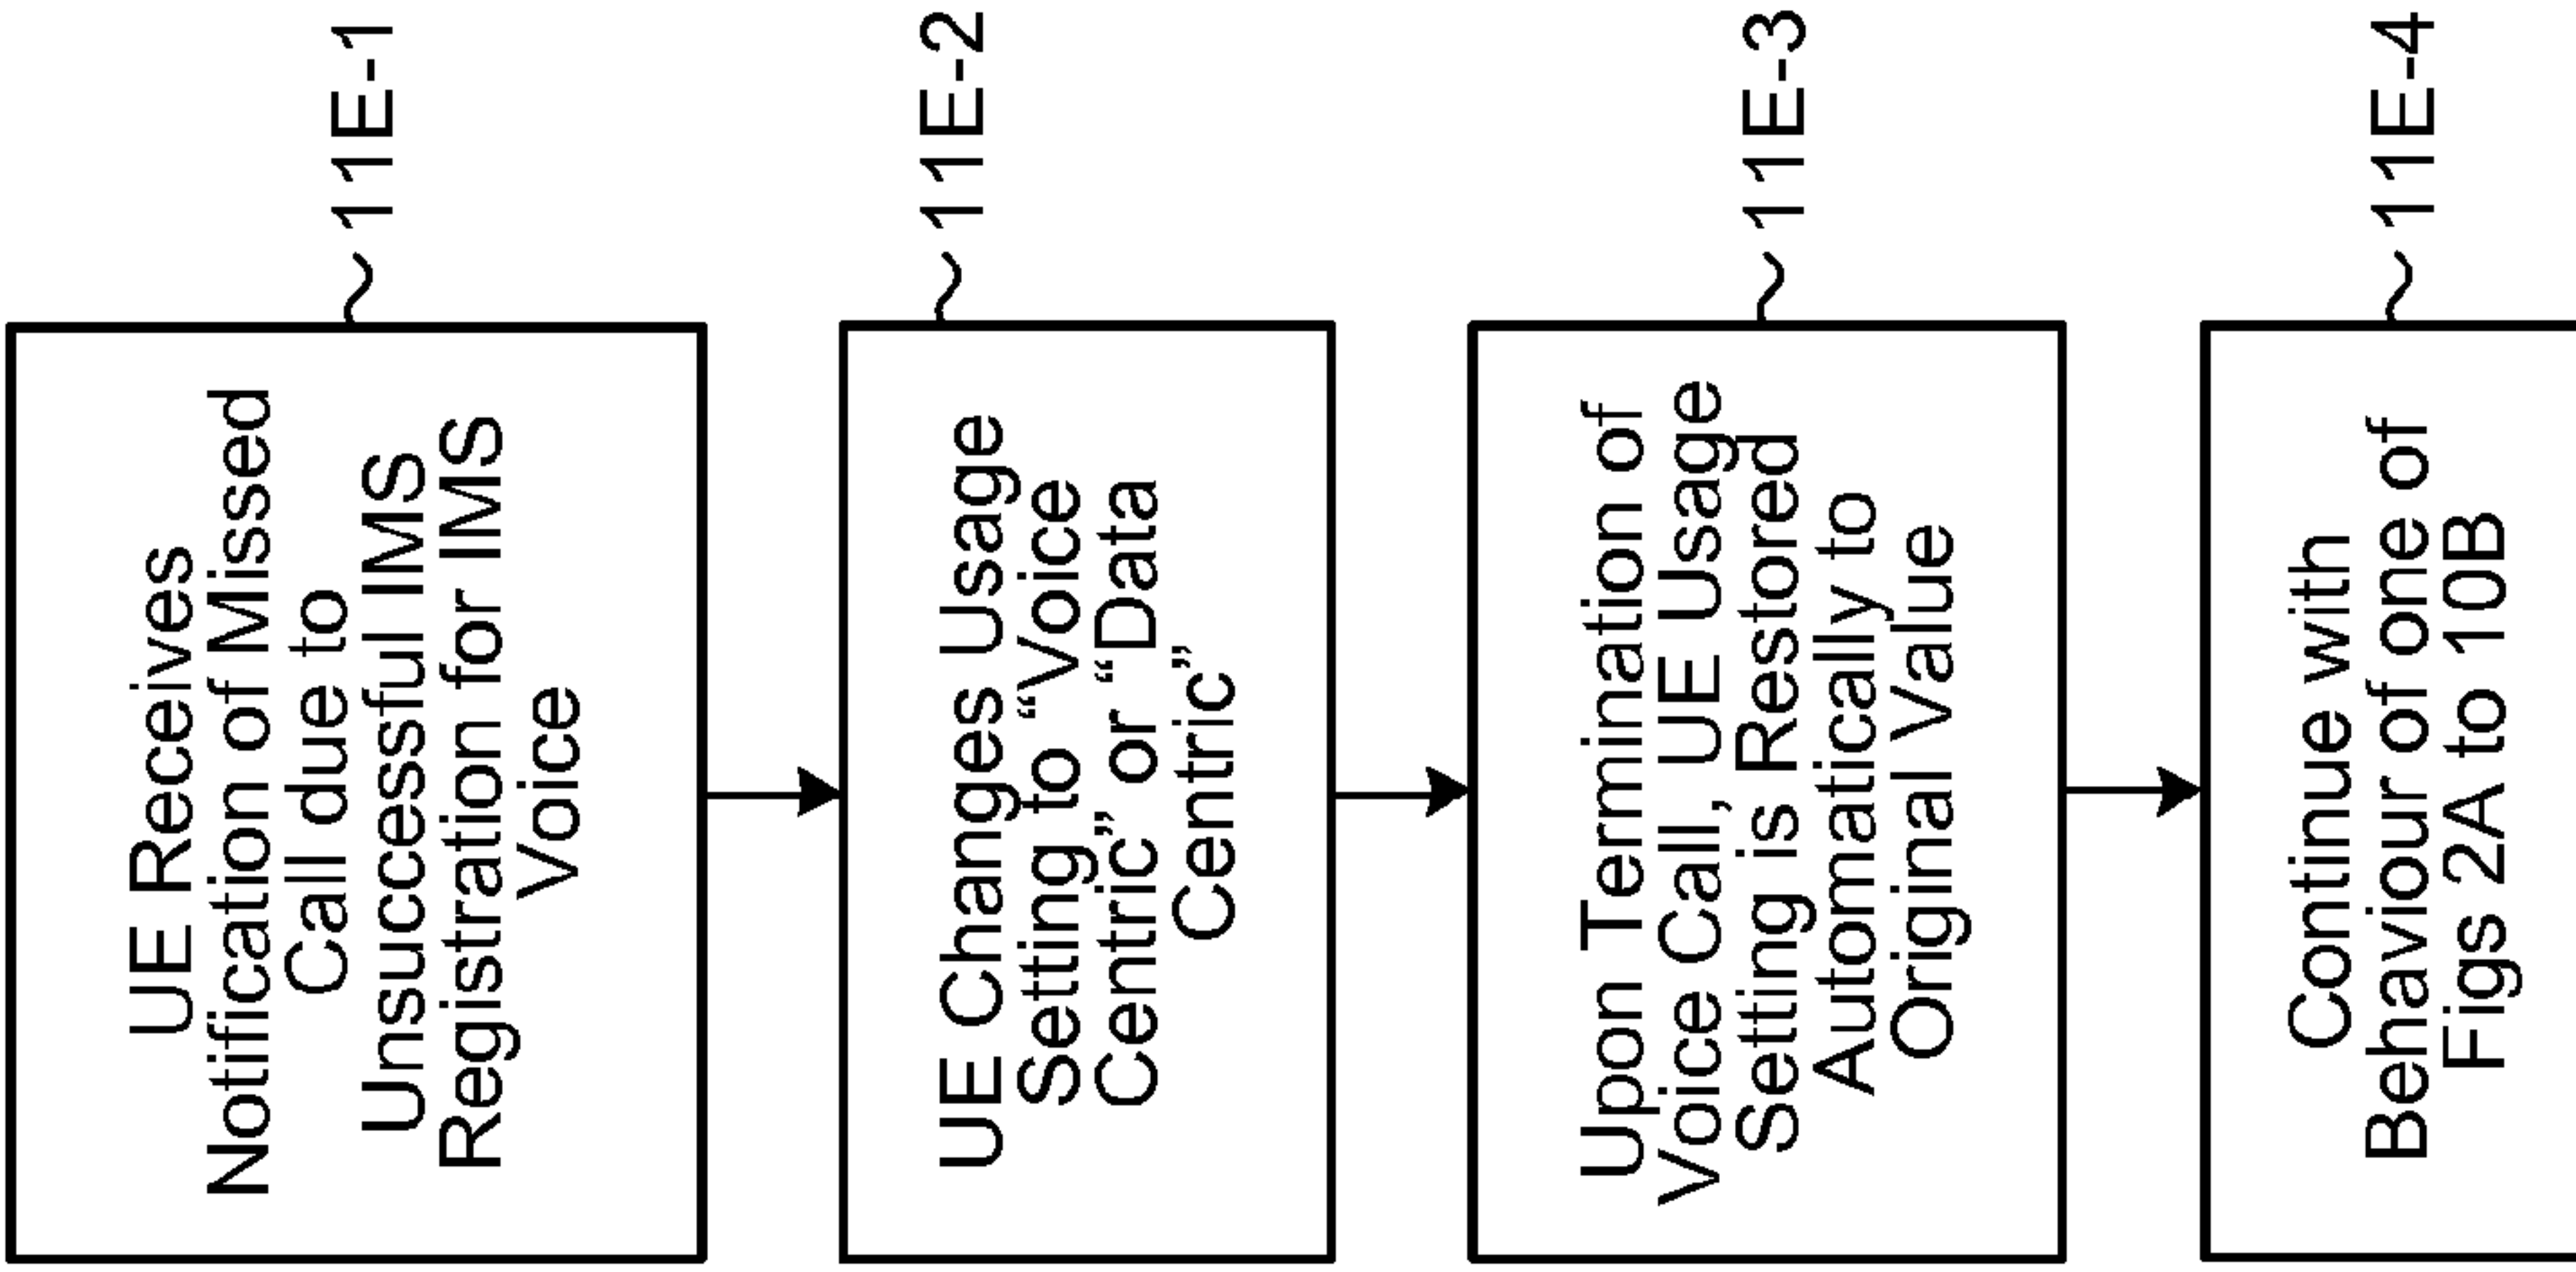 UE Receives
Notification of Missed
Call due to
Unsuccessful IMS
Registration for IMS
Voice
11E-1
UE Changes Usage
Setting to “Voice
Centric” or “Data
Centric”
11E-2
Upon Termination of
Voice Call, UE Usage
Setting is Restored
Automatically to
Original Value
11E-3
Continue with
Behaviour of one of
Figs 2A to 10B
11E-4